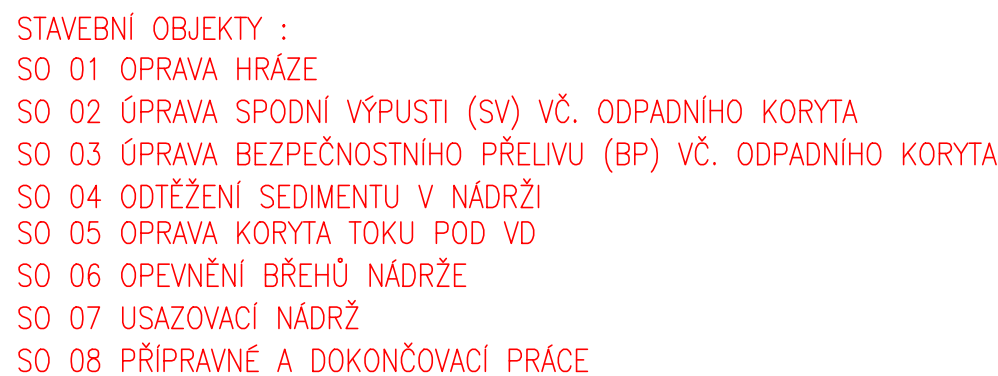 STAVEBNÍ OBJEKTY :
SO 01 OPRAVA HRÁZE
SO 02 ÚPRAVA SPODNÍ VÝPUSTI (SV) VČ. ODPADNÍHO KORYTA
SO 03 ÚPRAVA BEZPEČNOSTNÍHO PŘELIVU (BP) VČ. ODPADNÍHO KORYTA
SO 04 ODTĚŽENÍ SEDIMENTU V NÁDRŽI
SO 05 OPRAVA KORYTA TOKU POD VD
SO 06 OPEVNĚNÍ BŘEHŮ NÁDRŽE
SO 07 USAZOVACÍ NÁDRŽ
SO 08 PŘÍPRAVNÉ A DOKONČOVACÍ PRÁCE